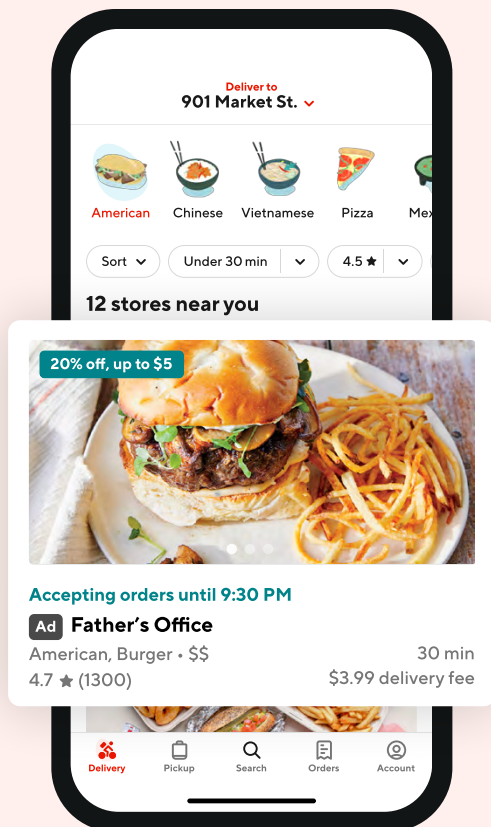 Deliver to
901 Market St.
American Chinese Vietnamese Pizza
Sort Under 30 min 4.5 ★
12 stores near you
20% off, up to $5
Accepting orders until 9:30 PM
Ad Father's Office
American, Burger • $$ 30 min
4.7 ★ (1300) $3.99 delivery fee
Delivery Pickup Search Orders Account